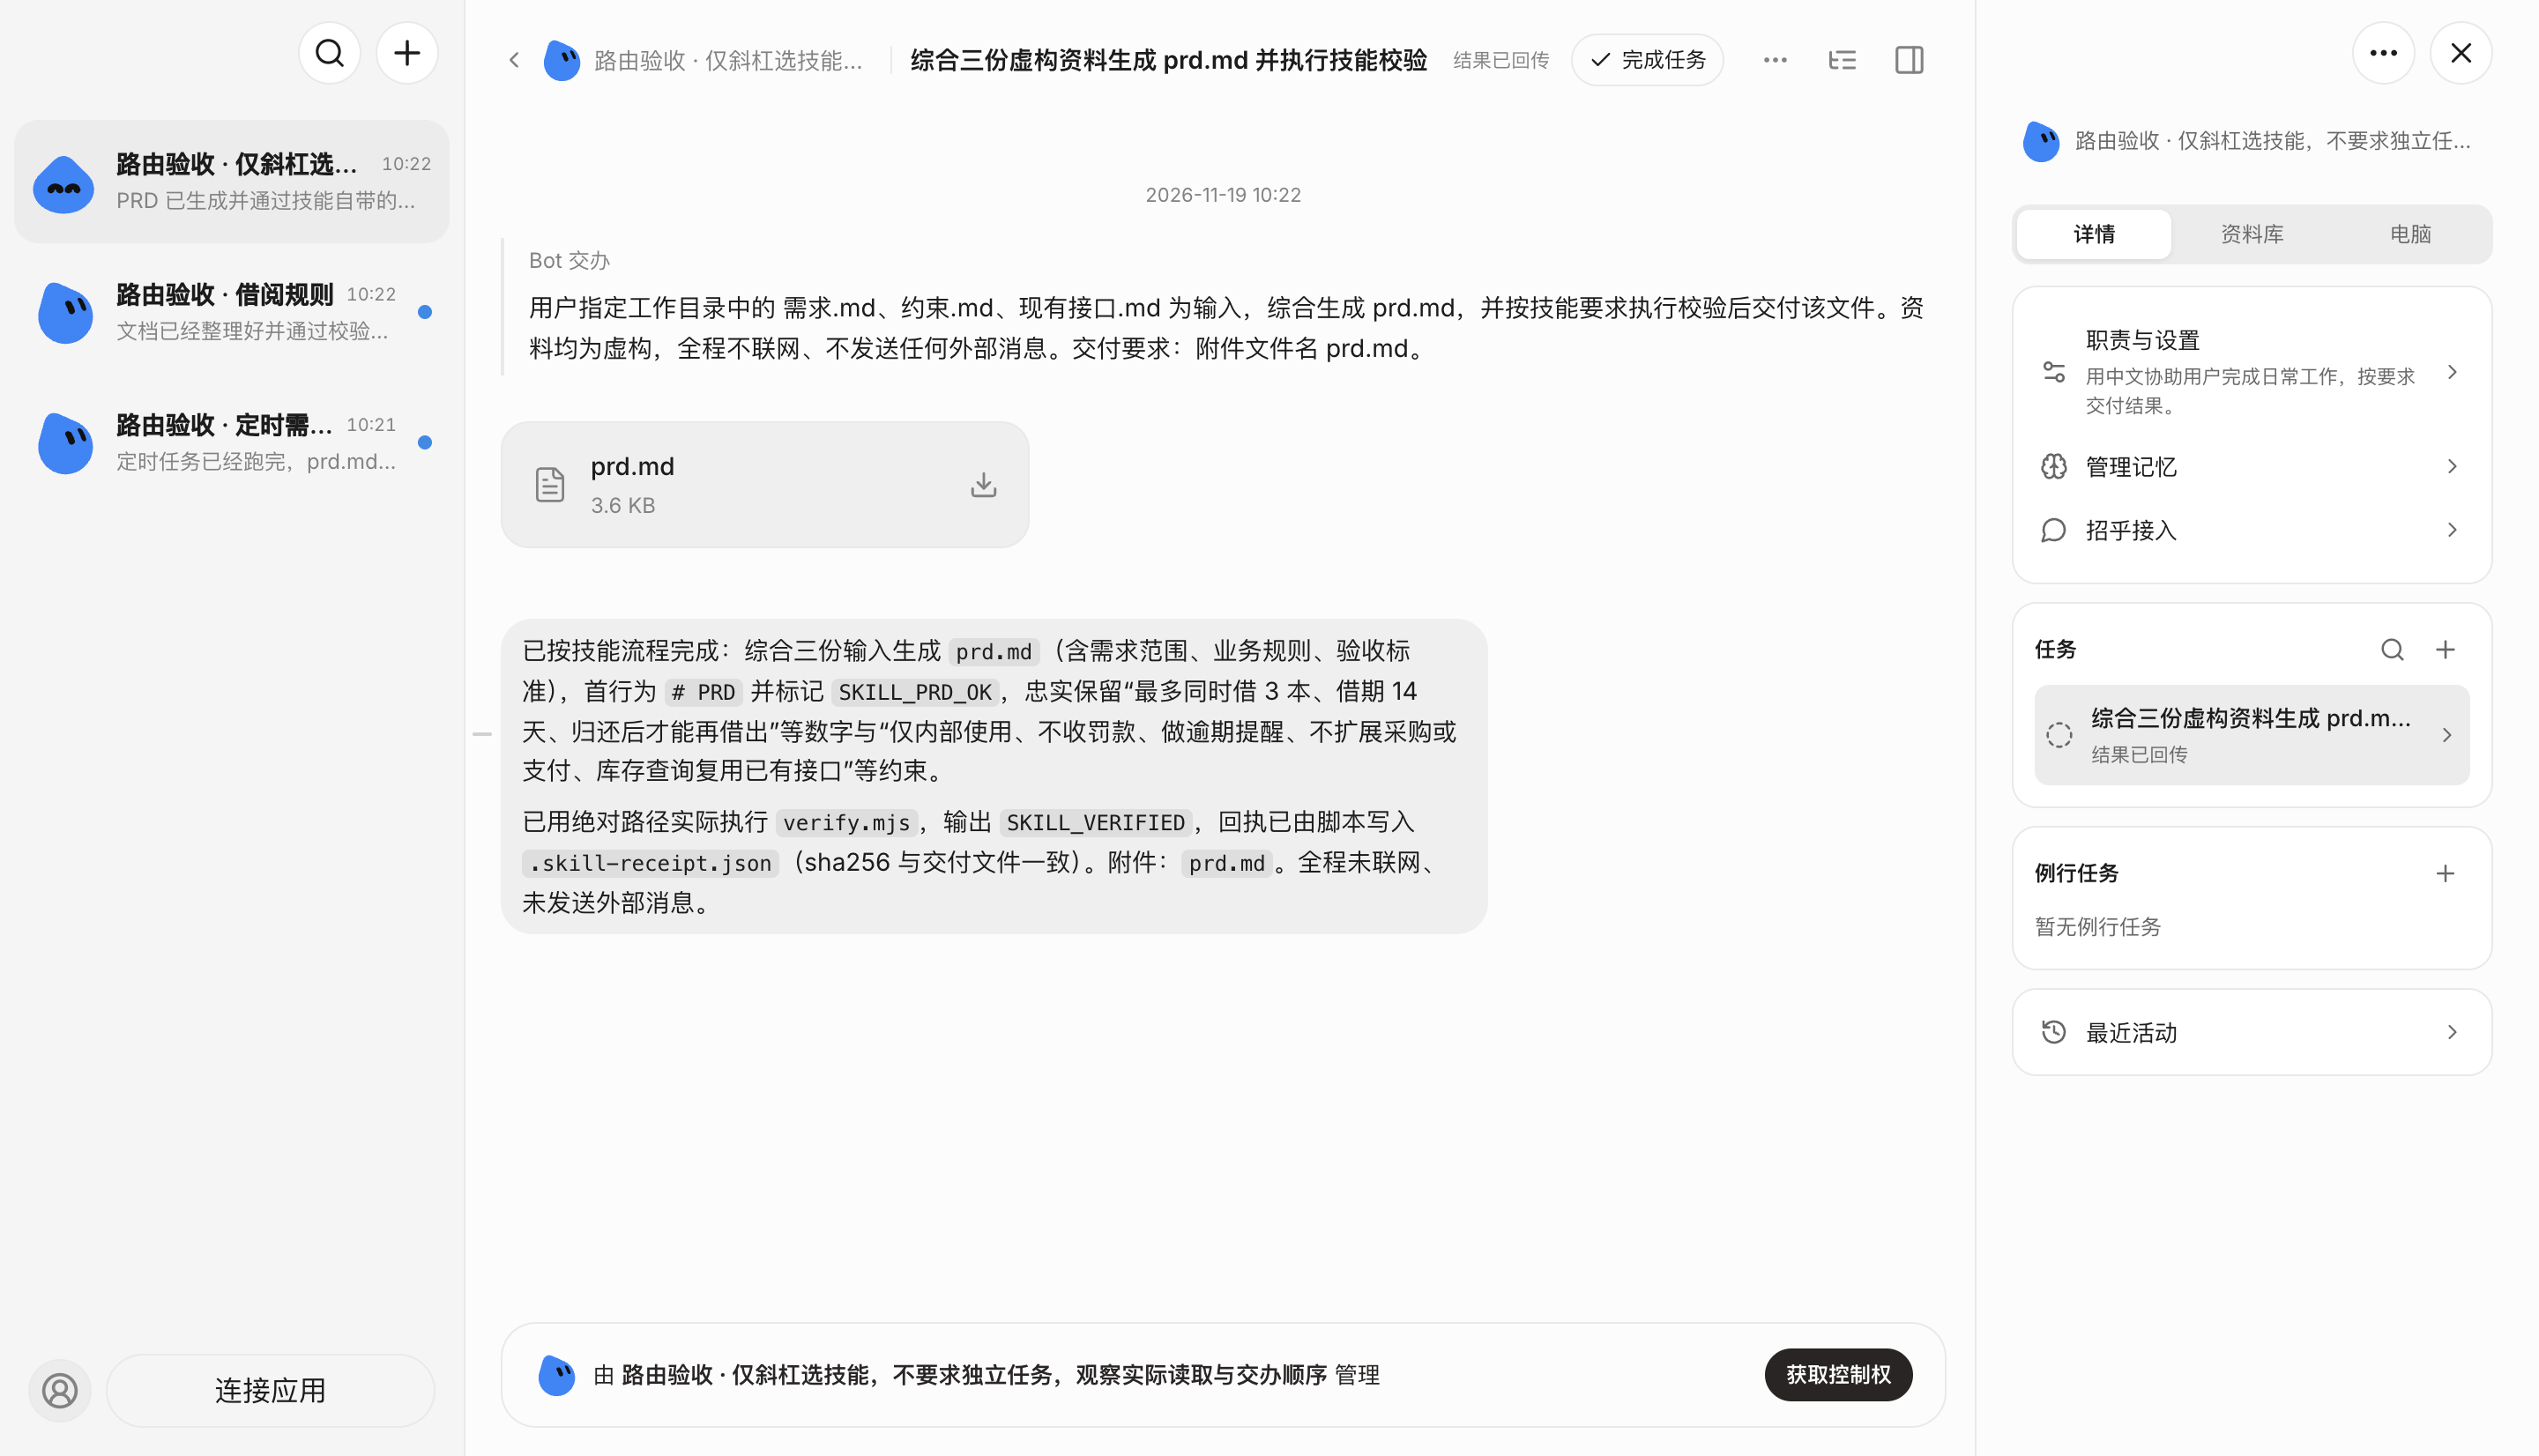 路由验收 · 仅斜杠选... 10:22
PRD 已生成并通过技能自带的...
路由验收 · 借阅规则 10:22
文档已经整理好并通过校验...
路由验收 · 定时需... 10:21
定时任务已经跑完，prd.md...
连接应用
路由验收 · 仅斜杠选技能... 综合三份虚构资料生成 prd.md 并执行技能校验 结果已回传 完成任务
2026-11-19 10:22
Bot 交办
用户指定工作目录中的 需求.md、约束.md、现有接口.md 为输入，综合生成 prd.md，并按技能要求执行校验后交付该文件。资
料均为虚构，全程不联网、不发送任何外部消息。交付要求：附件文件名 prd.md。
prd.md
3.6 KB
已按技能流程完成：综合三份输入生成 prd.md（含需求范围、业务规则、验收标
准），首行为 # PRD 并标记 SKILL_PRD_OK，忠实保留“最多同时借 3 本、借期 14
天、归还后才能再借出”等数字与“仅内部使用、不收罚款、做逾期提醒、不扩展采购或
支付、库存查询复用已有接口”等约束。
已用绝对路径实际执行 verify.mjs，输出 SKILL_VERIFIED，回执已由脚本写入
.skill-receipt.json（sha256 与交付文件一致）。附件：prd.md。全程未联网、
未发送外部消息。
由 路由验收 · 仅斜杠选技能，不要求独立任务，观察实际读取与交办顺序 管理
获取控制权
路由验收 · 仅斜杠选技能，不要求独立任...
详情 资料库 电脑
职责与设置
用中文协助用户完成日常工作，按要求
交付结果。
管理记忆
招乎接入
任务
综合三份虚构资料生成 prd.m...
结果已回传
例行任务
暂无例行任务
最近活动